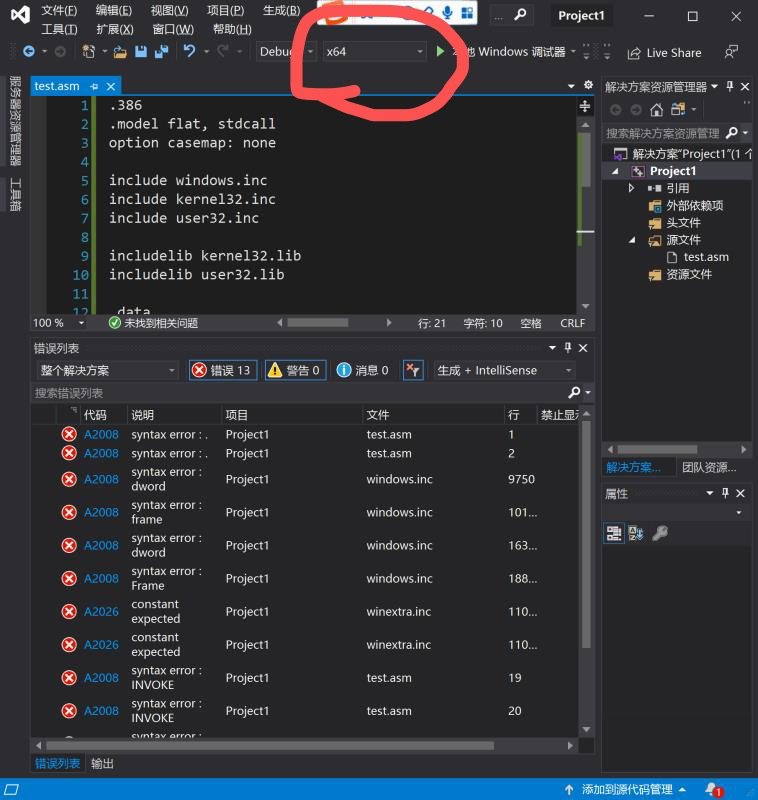 文件(F) 编辑(E) 视图(V) 项目(P) 生成(B)
工具(T) 扩展(X) 窗口(W) 帮助(H)
... Project1
x64 Windows 调试器
Live Share
服务器资源管理器
工具箱
test.asm
1 .386
2 .model flat, stdcall
3 option casemap: none
4
5 include windows.inc
6 include kernel32.inc
7 include user32.inc
8
9 includelib kernel32.lib
10 includelib user32.lib
11
12 .data
100 % 未找到相关问题 行: 21 字符: 10 空格 CRLF
错误列表
整个解决方案 错误 13 警告 0 消息 0 生成 + IntelliSense
搜索错误列表
代码 说明 项目 文件 行
A2008 syntax error : . Project1 test.asm 1
A2008 syntax error : . Project1 test.asm 2
A2008 syntax error : dword Project1 windows.inc 9750
A2008 syntax error : frame Project1 windows.inc 101...
A2008 syntax error : dword Project1 windows.inc 163...
A2008 syntax error : Frame Project1 windows.inc 188...
A2026 constant expected Project1 winextra.inc 110...
A2026 constant expected Project1 winextra.inc 110...
A2008 syntax error : INVOKE Project1 test.asm 19
A2008 syntax error : INVOKE Project1 test.asm 20
错误列表 输出
解决方案资源管理器
搜索解决方案资源管理
解决方案"Project1"(1 个
Project1
引用
外部依赖项
头文件
源文件
test.asm
资源文件
解决方案... 团队资源...
属性
添加到源代码管理 1